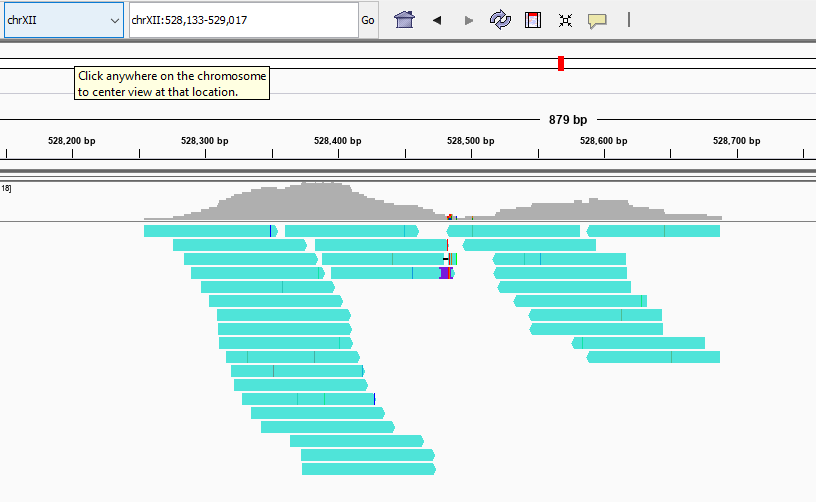 chrXII
chrXII:528,133-529,017
Go
Click anywhere on the chromosome
to center view at that location.
879 bp
528,200 bp
528,300 bp
528,400 bp
528,500 bp
528,600 bp
528,700 bp
18]